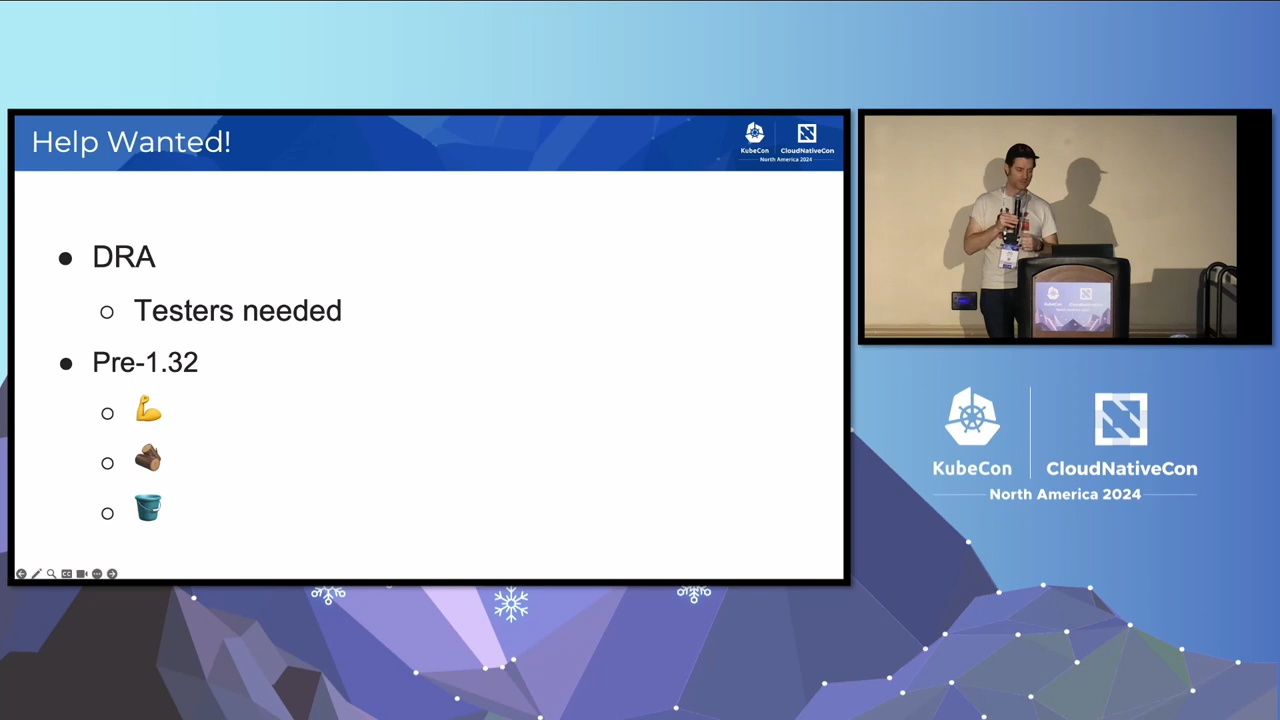 Help Wanted!
KubeCon
CloudNativeCon
North America 2024
DRA
Testers needed
Pre-1.32
KubeCon
CloudNativeCon
North America 2024